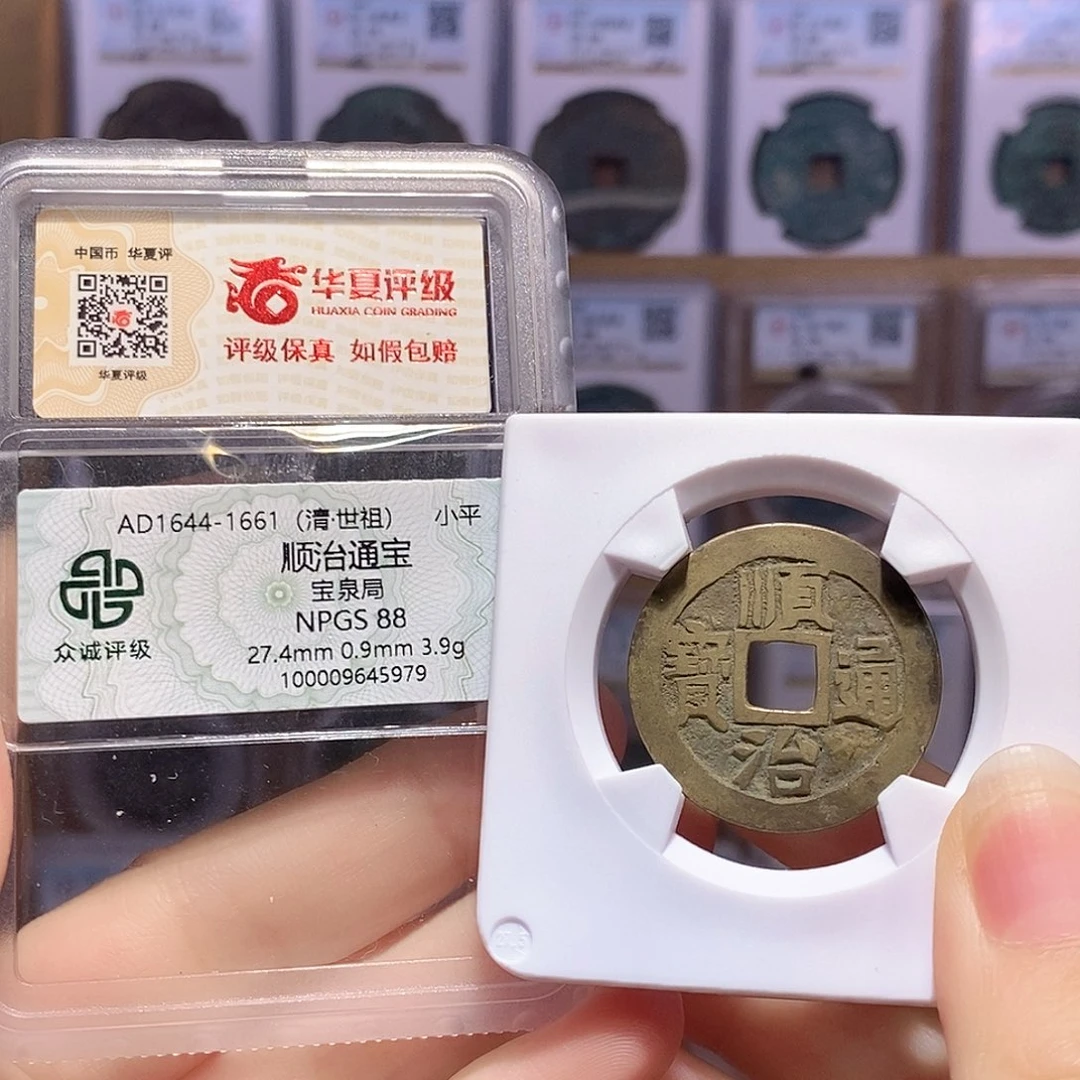 中国币 华夏评
华夏评级
华夏评级
HUAXIA COIN GRADING
评级保真 如假包赔
AD1644-1661（清·世祖） 小平
顺治通宝
宝泉局
NPGS 88
27.4mm 0.9mm 3.9g
100009645979
众诚评级
順
治
通
寶